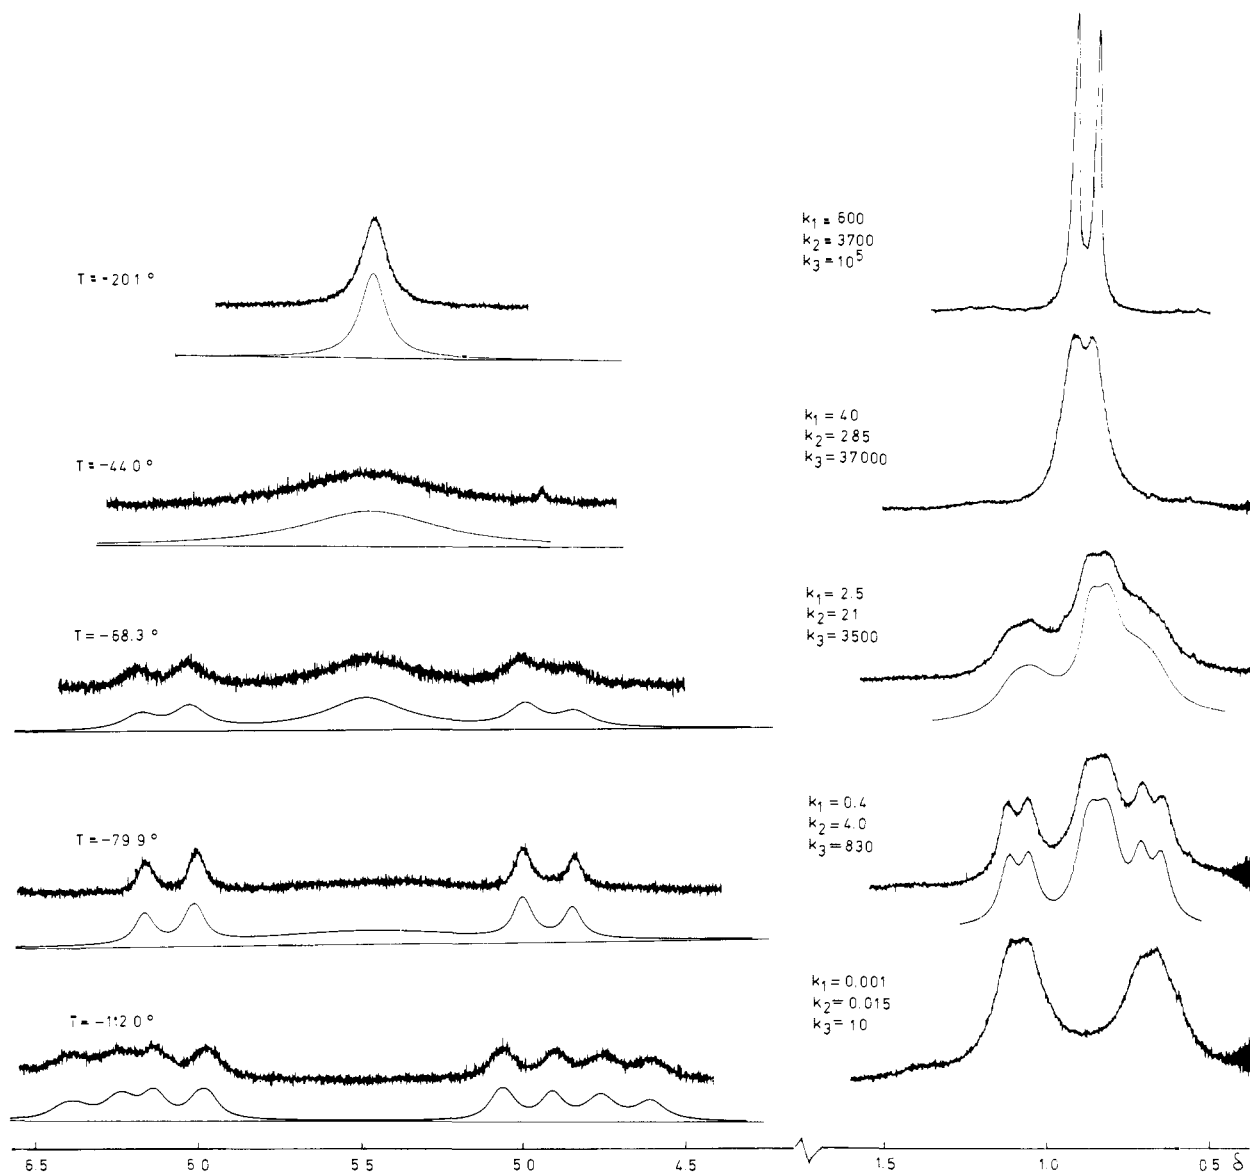 T = -20.1 °
k1 = 600
k2 = 3700
k3 = 10^5
T = -44.0 °
k1 = 40
k2 = 285
k3 = 37000
T = -68.3 °
k1 = 2.5
k2 = 21
k3 = 3500
T = -79.9 °
k1 = 0.4
k2 = 4.0
k3 = 830
T = -112.0 °
k1 = 0.001
k2 = 0.015
k3 = 10
6.5 6.0 5.5 5.0 4.5 1.5 1.0 0.5 δ